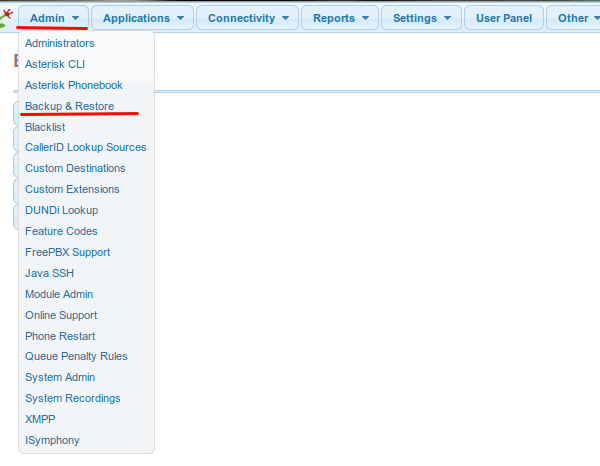 Admin Applications Connectivity Reports Settings User Panel Other
Administrators
Asterisk CLI
Asterisk Phonebook
Backup & Restore
Blacklist
CallerID Lookup Sources
Custom Destinations
Custom Extensions
DUNDi Lookup
Feature Codes
FreePBX Support
Java SSH
Module Admin
Online Support
Phone Restart
Queue Penalty Rules
System Admin
System Recordings
XMPP
ISymphony